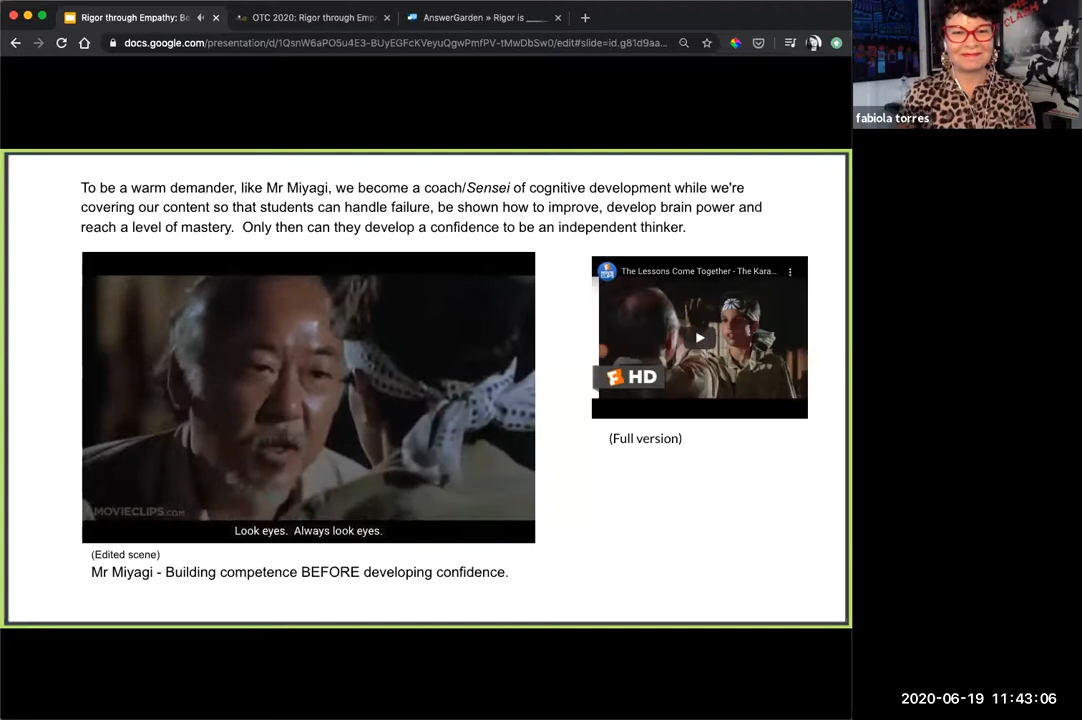 Rigor through Empathy: Be
OTC 2020: Rigor through Emp
AnswerGarden » Rigor is ____
docs.google.com/presentation/d/1QsnW6aPO5u4E3-BUyEGFcKVeyuQgwPmfPV-tMwDbSw0/edit#slide=id.g81d9aa...
fabiola torres
THE
CLASH
To be a warm demander, like Mr Miyagi, we become a coach/Sensei of cognitive development while we're
covering our content so that students can handle failure, be shown how to improve, develop brain power and
reach a level of mastery. Only then can they develop a confidence to be an independent thinker.
The Lessons Come Together - The Kara...
HD
(Full version)
MOVIECLIPS.COM
Look eyes. Always look eyes.
(Edited scene)
Mr Miyagi - Building competence BEFORE developing confidence.
2020-06-19 11:43:06